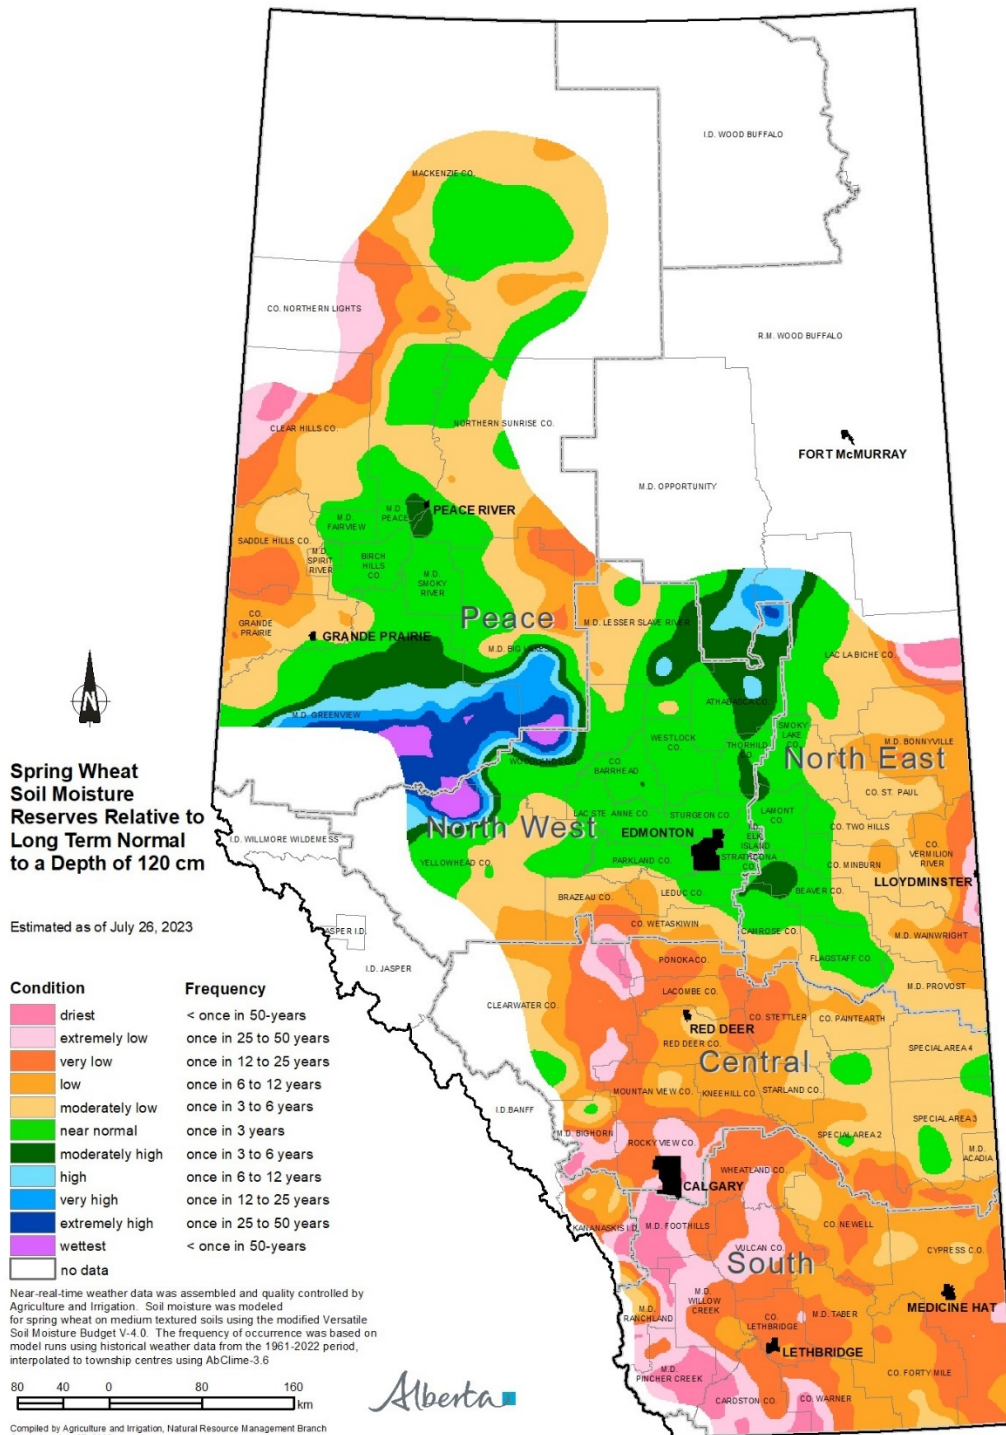 I.D. WOOD BUFFALO
MACKENZIE CO.
CO. NORTHERN LIGHTS
R.M. WOOD BUFFALO
CLEAR HILLS CO.
NORTHERN SUNRISE CO.
FORT McMURRAY
M.D. OPPORTUNITY
M.D.
PEACE
PEACE RIVER
M.D.
FAIRVIEW
SADDLE HILLS CO.
M.D.
SPIRIT
RIVER
BIRCH
HILLS
CO.
M.D.
SMOKY
RIVER
Peace
CO.
GRANDE
PRAIRIE
GRANDE PRAIRIE
M.D. LESSER SLAVE RIVER
M.D. BIG LAKES
LAC LA BICHE CO.
N
M.D. GREENVIEW
ATHABASCA CO.
SMOKY
LAKE
CO.
WESTLOCK
CO.
THORHILD
CO.
M.D. BONNYVILLE
North East
WOODLANDS CO.
CO.
BARRHEAD
CO. ST. PAUL
Spring Wheat
Soil Moisture
Reserves Relative to
Long Term Normal
to a Depth of 120 cm
LAC STE ANNE CO.
STURGEON CO.
LAMONT
CO.
CO. TWO HILLS
North West
EDMONTON
I.D. WILLMORE WILDERNESS
ELK
ISLAND
STRATHCONA
CO.
CO. VERMILION
RIVER
YELLOWHEAD CO.
PARKLAND CO.
CO. MINBURN
LLOYDMINSTER
BRAZEAU CO.
LEDUC CO.
BEAVER CO.
Estimated as of July 26, 2023
CO. WETASKIWIN
CAMROSE CO.
M.D. WAINWRIGHT
JASPER I.D.
FLAGSTAFF CO.
I.D. JASPER
PONOKA CO.
M.D. PROVOST
CLEARWATER CO.
LACOMBE CO.
CO. STETTLER
CO. PAINTEARTH
RED DEER
RED DEER CO.
Central
SPECIAL AREA 4
MOUNTAIN VIEW CO.
KNEEHILL CO.
STARLAND CO.
I.D. BANFF
SPECIAL AREA 3
M.D. BIGHORN
ROCKY VIEW CO.
SPECIAL AREA 2
M.D.
ACADIA
WHEATLAND CO.
CALGARY
KANANASKIS I.D.
M.D. FOOTHILLS
CO. NEWELL
VULCAN CO.
South
CYPRESS C.O.
M.D.
WILLOW
CREEK
M.D.
RANCHLAND
CO.
LETHBRIDGE
M.D. TABER
MEDICINE HAT
LETHBRIDGE
M.D.
PINCHER CREEK
CO. FORTY MILE
CARDSTON CO.
CO. WARNER
Condition Frequency
driest < once in 50-years
extremely low once in 25 to 50 years
very low once in 12 to 25 years
low once in 6 to 12 years
moderately low once in 3 to 6 years
near normal once in 3 years
moderately high once in 3 to 6 years
high once in 6 to 12 years
very high once in 12 to 25 years
extremely high once in 25 to 50 years
wettest < once in 50-years
no data
Near-real-time weather data was assembled and quality controlled by
Agriculture and Irrigation. Soil moisture was modeled
for spring wheat on medium textured soils using the modified Versatile
Soil Moisture Budget V-4.0. The frequency of occurrence was based on
model runs using historical weather data from the 1961-2022 period,
interpolated to township centres using AbClime-3.6
80 40 0 80 160
km
Alberta
Compiled by Agriculture and Irrigation, Natural Resource Management Branch